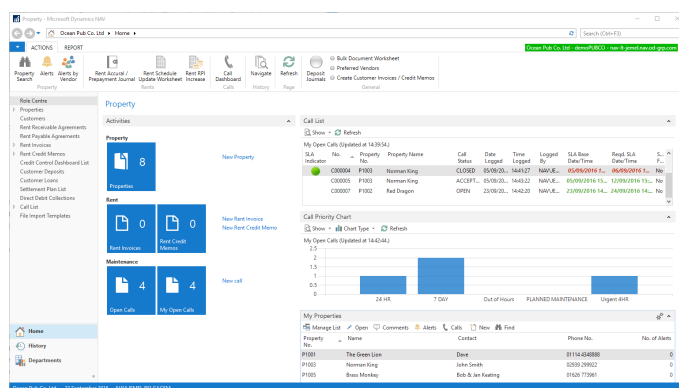 Property - Microsoft Dynamics NAV
Ocean Pub Co. Ltd
Home
Search (Ctrl+F3)
ACTIONS
REPORT
Ocean Pub Co. Ltd - demoPUBCO -
Property Search
Alerts
Alerts by Vendor
Rent Accural / Prepayment Journal
Rent Schedule Update Worksheet
Rent RPI Increase
Call Dashboard
Navigate
Refresh
Deposit Journals
Bulk Document Worksheet
Preferred Vendors
Create Customer Invoices / Credit Memos
Property
Rents
Calls
History
Page
General
Role Centre
Properties
Customers
Rent Receivable Agreements
Rent Payable Agreements
Rent Invoices
Rent Credit Memos
Credit Control Dashboard List
Customer Deposits
Customer Loans
Settlement Plan List
Direct Debit Collections
Call List
File Import Templates
Home
History
Departments
Property
Activities
Property
8
Properties
New Property
Rent
0
Rent Invoices
0
Rent Credit Memos
New Rent Invoice
New Rent Credit Memo
Maintenance
4
Open Calls
4
My Open Calls
New call
Call List
Show
Refresh
My Open Calls (Updated at 14:39:54.)
SLA Indicator No. Property No. Property Name Call Status Date Logged Time Logged Logged By SLA Base Date/Time Reqd. SLA Date/Time S... F...
C000004 P1003 Norman King CLOSED 05/09/20... 14:41:27 NAV\JE... 05/09/2016 1... 06/09/2016 1... No
C000005 P1003 Norman King ACCEPT... 05/09/20... 14:43:22 NAV\JE... 05/09/2016 15... 12/09/2016 15:... No
C000007 P1002 Red Dragon OPEN 23/09/20... 14:42:20 NAV\JE... 23/09/2016 14... 24/09/2016 14:... No
Call Priority Chart
Show
Chart Type
Refresh
My Open Calls (Updated at 14:42:44.)
2.5
2
1.5
1
0.5
0
24 HR
7 DAY
Out of Hours
PLANNED MAINTENANCE
Urgent 4HR
My Properties
Manage List
Open
Comments
Alerts
Calls
New
Find
Property No. Name Contact Phone No. No. of Alerts
P1001 The Green Lion Dave 01114 4348888 0
P1003 Norman King John Smith 02939 299922 0
P1005 Brass Monkey Bob & Jan Keating 01626 773961 0